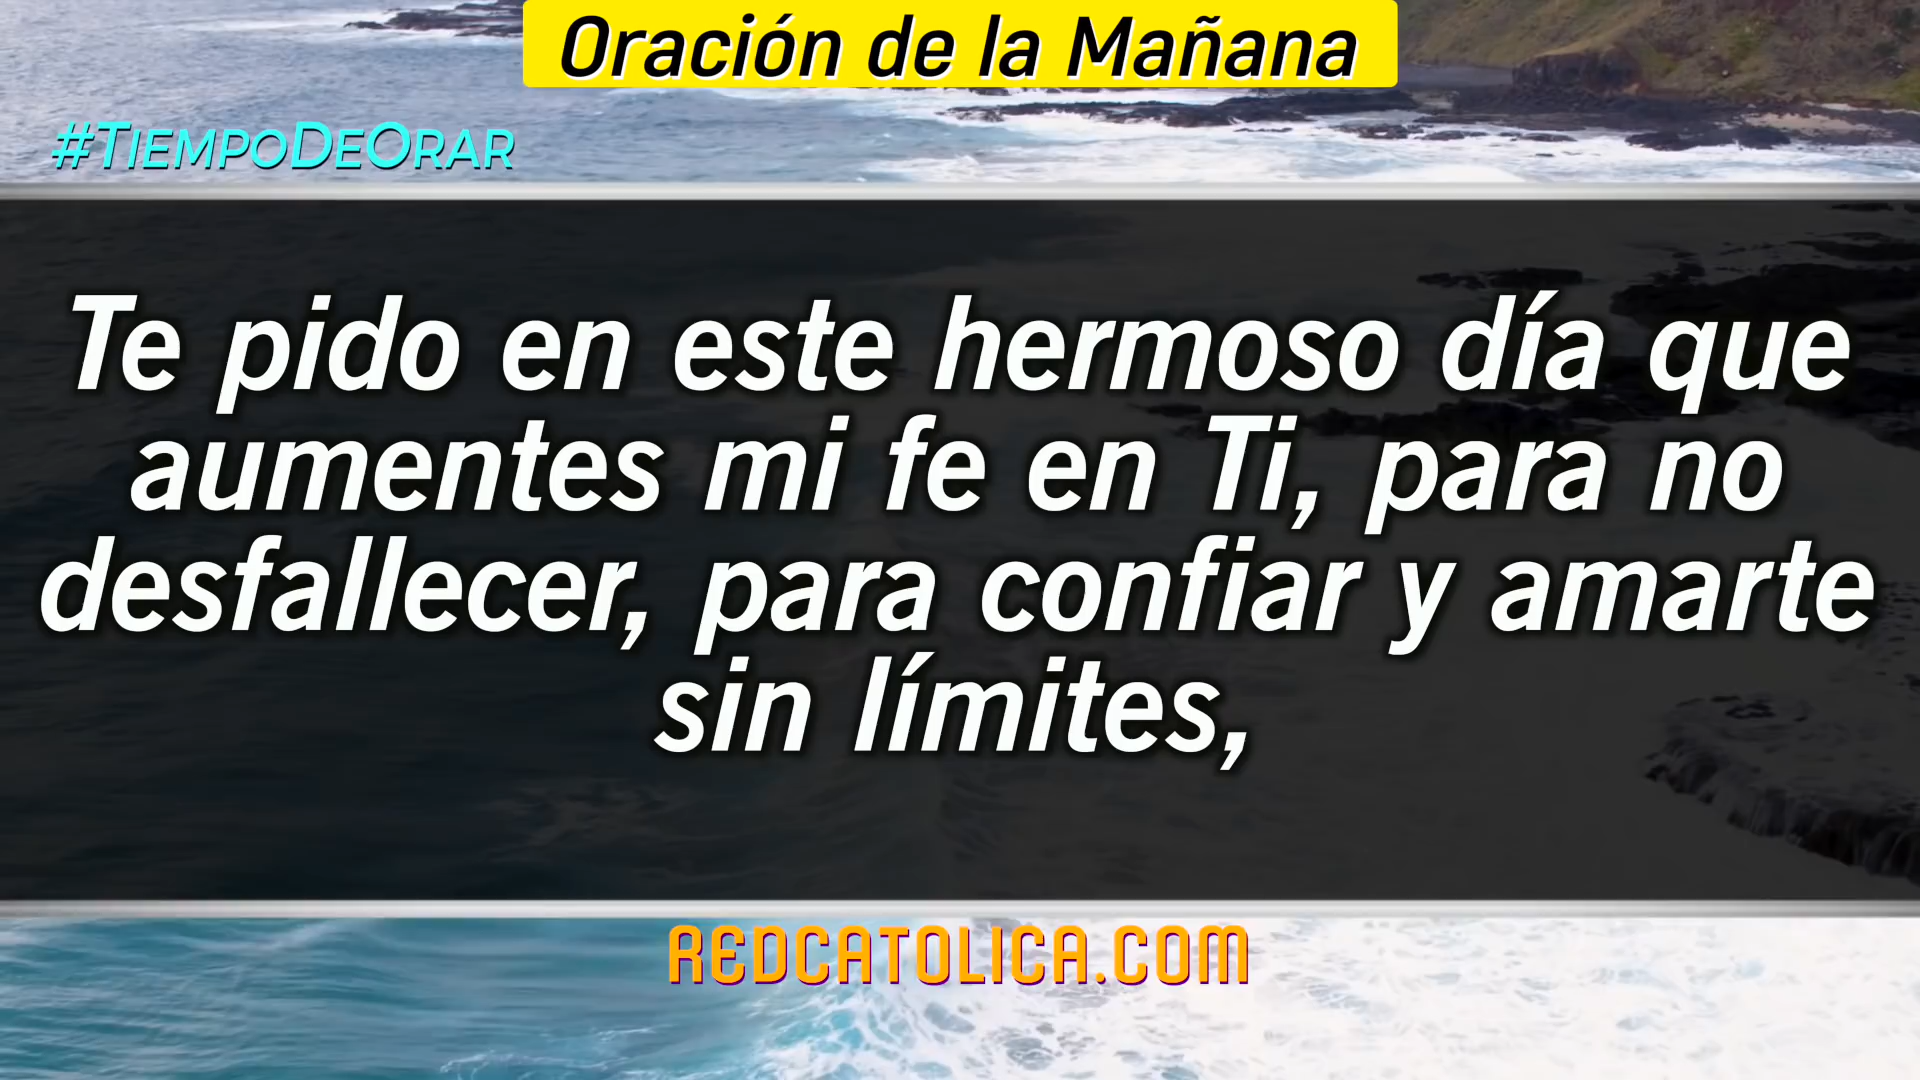 Oración de la Mañana
#TiempoDeOrar
Te pido en este hermoso día que
aumentes mi fe en Ti, para no
desfallecer, para confiar y amarte
sin límites,
REDCATOLICA.COM